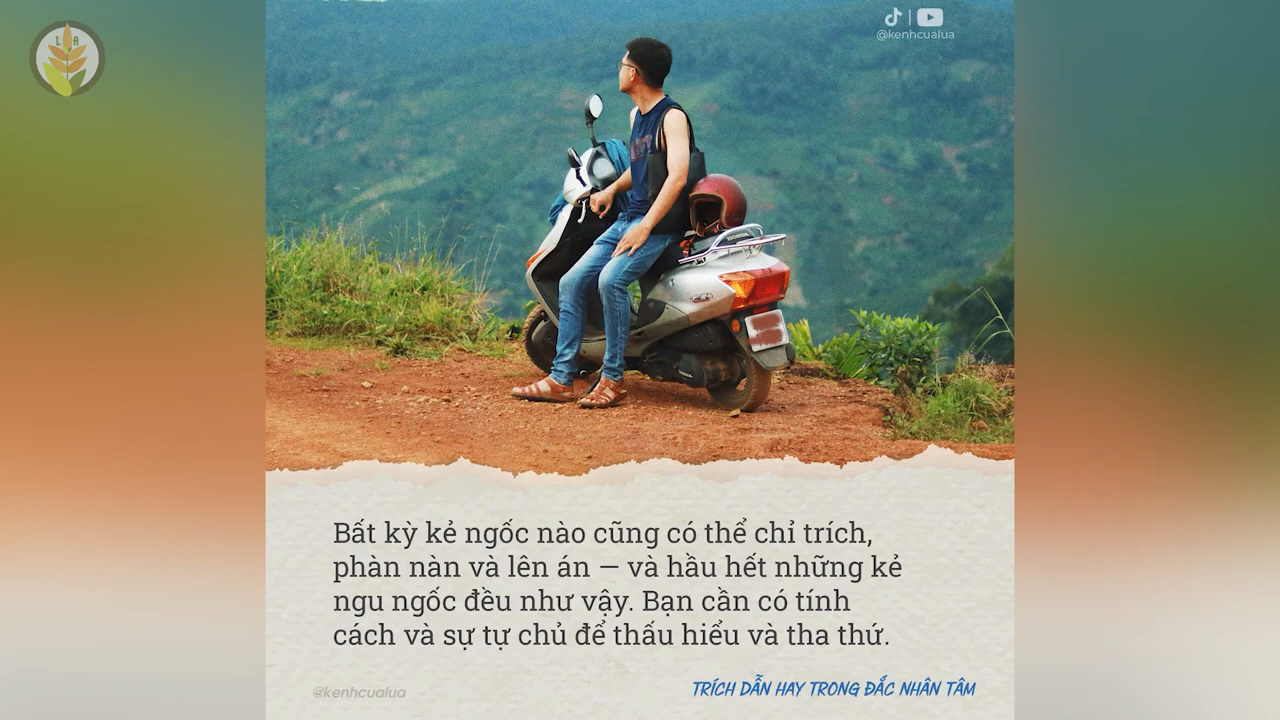 L A
@kenhcualua
HONDA
Bất kỳ kẻ ngốc nào cũng có thể chỉ trích,
phàn nàn và lên án — và hầu hết những kẻ
ngu ngốc đều như vậy. Bạn cần có tính
cách và sự tự chủ để thấu hiểu và tha thứ.
@kenhcualua
TRÍCH DẪN HAY TRONG ĐẮC NHÂN TÂM